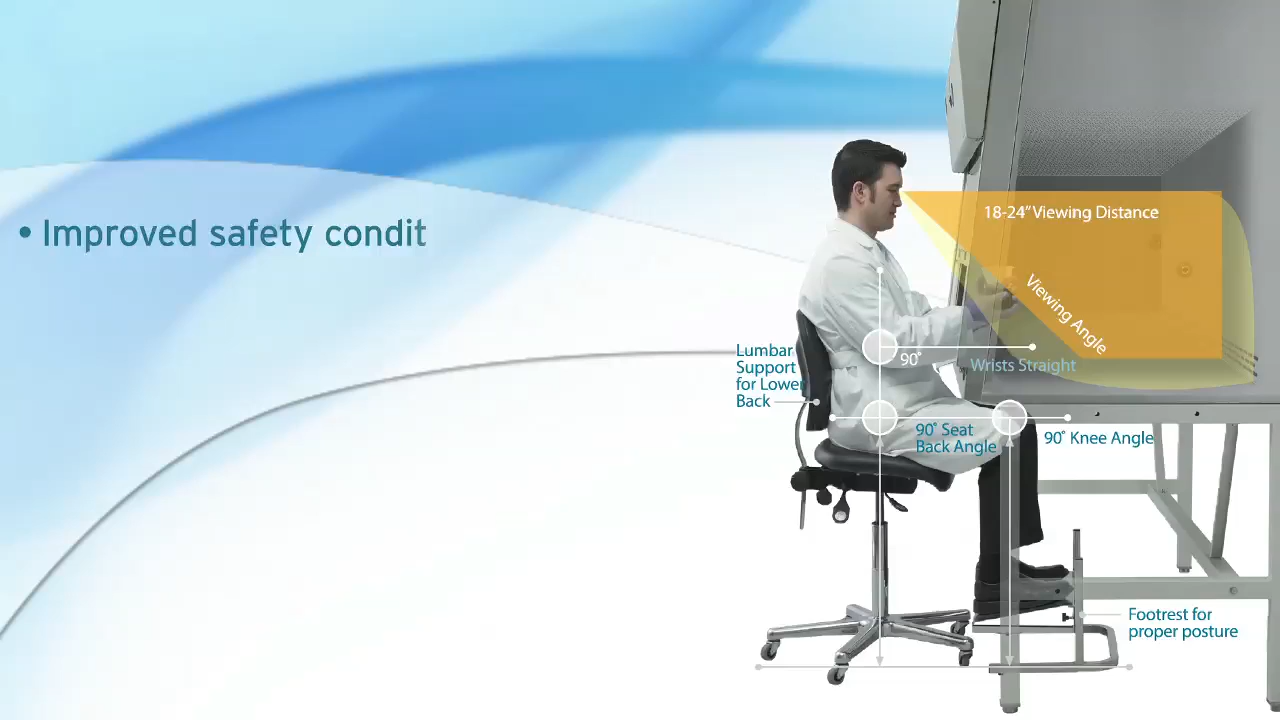 • Improved safety condit
18-24” Viewing Distance
Viewing Angle
90˚
Wrists Straight
Lumbar
Support
for Lower
Back
90˚ Seat
Back Angle
90˚ Knee Angle
Footrest for
proper posture